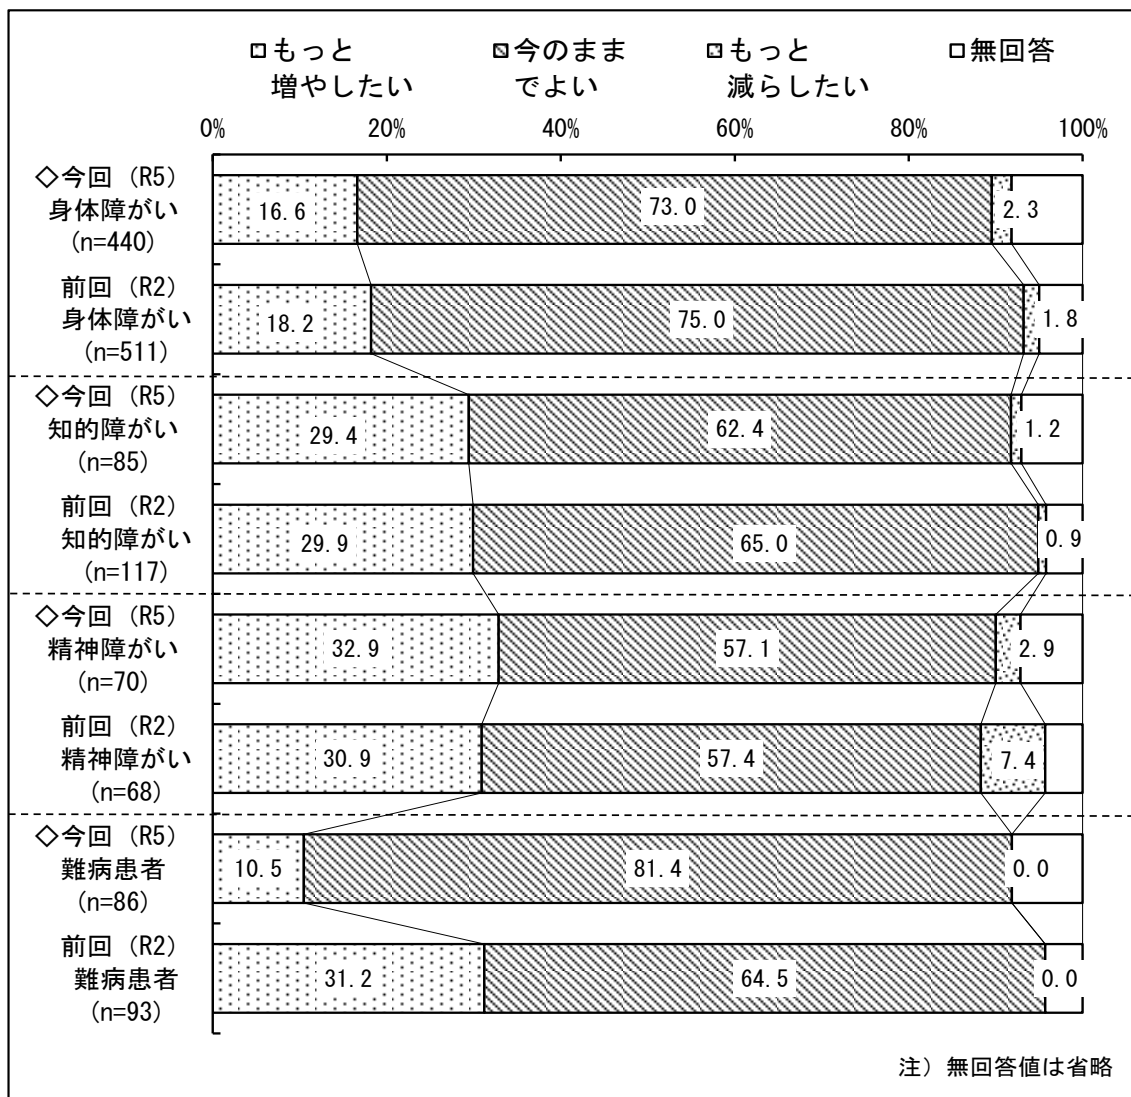 もっと 今のまま もっと 無回答
増やしたい でよい 減らしたい
0% 20% 40% 60% 80% 100%
◇今回（R5）
身体障がい
(n=440)
16.6 73.0 2.3
前回（R2）
身体障がい
(n=511)
18.2 75.0 1.8
◇今回（R5）
知的障がい
(n=85)
29.4 62.4 1.2
前回（R2）
知的障がい
(n=117)
29.9 65.0 0.9
◇今回（R5）
精神障がい
(n=70)
32.9 57.1 2.9
前回（R2）
精神障がい
(n=68)
30.9 57.4 7.4
◇今回（R5）
難病患者
(n=86)
10.5 81.4 0.0
前回（R2）
難病患者
(n=93)
31.2 64.5 0.0
注）無回答値は省略